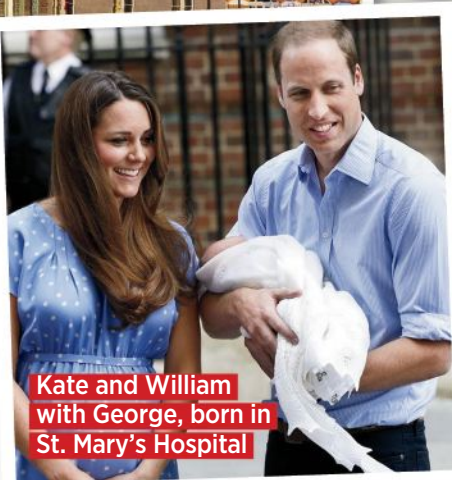 Kate and William
with George, born in
St. Mary's Hospital